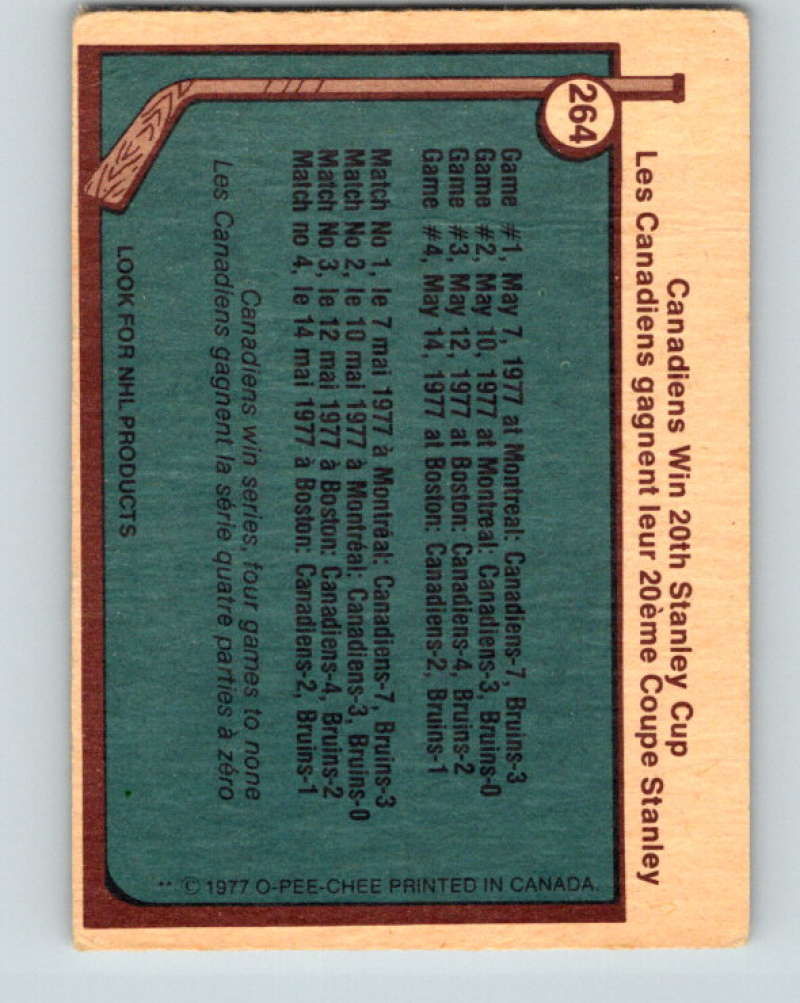 Canadiens Win 20th Stanley Cup
Les Canadiens gagnent leur 20ème Coupe Stanley
264
Game #1, May 7, 1977 at Montreal: Canadiens-7, Bruins-3
Game #2, May 10, 1977 at Montreal: Canadiens-3, Bruins-0
Game #3, May 12, 1977 at Boston: Canadiens-4, Bruins-2
Game #4, May 14, 1977 at Boston: Canadiens-2, Bruins-1
Match No 1, le 7 mai 1977 à Montréal: Canadiens-7, Bruins-3
Match No 2, le 10 mai 1977 à Montréal: Canadiens-3, Bruins-0
Match No 3, le 12 mai 1977 à Boston: Canadiens-4, Bruins-2
Match no 4, le 14 mai 1977 à Boston: Canadiens-2, Bruins-1
Canadiens win series, four games to none
Les Canadiens gagnent la série quatre parties à zéro
LOOK FOR NHL PRODUCTS
** © 1977 O-PEE-CHEE PRINTED IN CANADA.